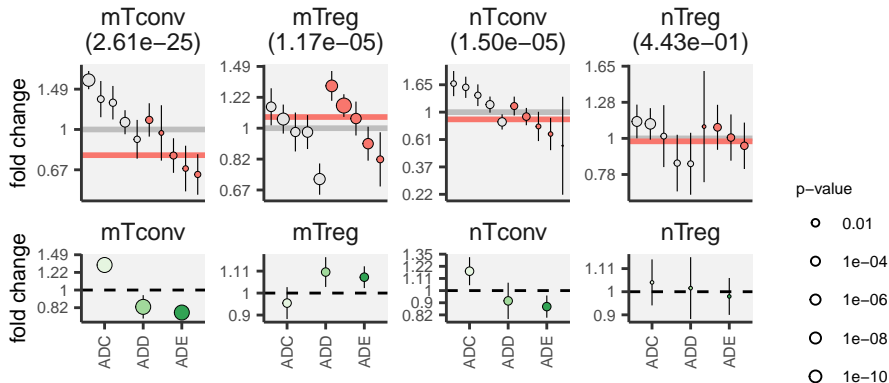 mTconv
(2.61e−25)
mTreg
(1.17e−05)
nTconv
(1.50e−05)
nTreg
(4.43e−01)
fold change
1.49
1
0.67
1.49
1.22
1
0.82
0.67
1.65
1
0.61
0.37
0.22
1.65
1.28
1
0.78
mTconv
mTreg
nTconv
nTreg
fold change
1.49
1.22
1
0.82
1.11
1
0.9
1.35
1.22
1.11
1
0.9
0.82
1.11
1
0.9
ADC
ADD
ADE
ADC
ADD
ADE
ADC
ADD
ADE
ADC
ADD
ADE
p−value
0.01
1e−04
1e−06
1e−08
1e−10